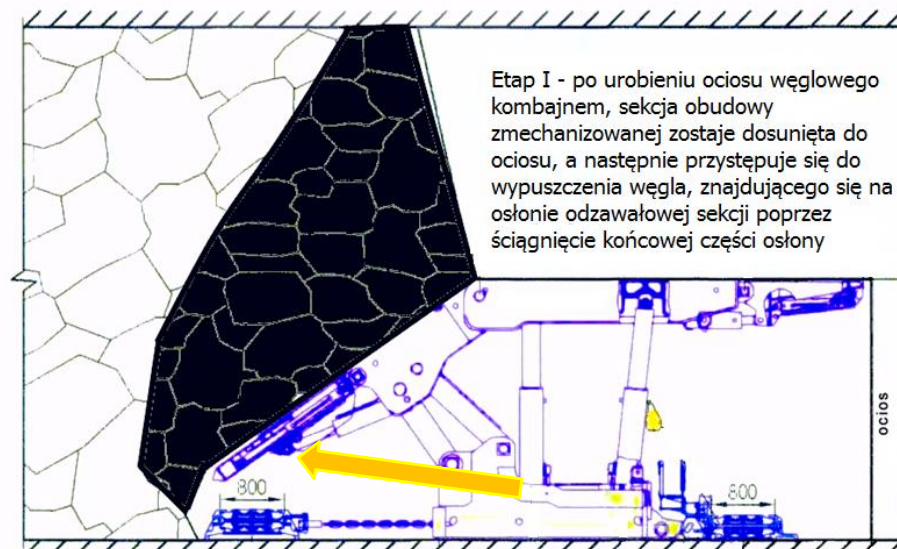 Etap I - po urobieniu ociosu węglowego
kombajnem, sekcja obudowy
zmechanizowanej zostaje dosunięta do
ociosu, a następnie przystępuje się do
wypuszczenia węgla, znajdującego się na
osłonie odzawałowej sekcji poprzez
ściągnięcie końcowej części osłony
ocios
800
800